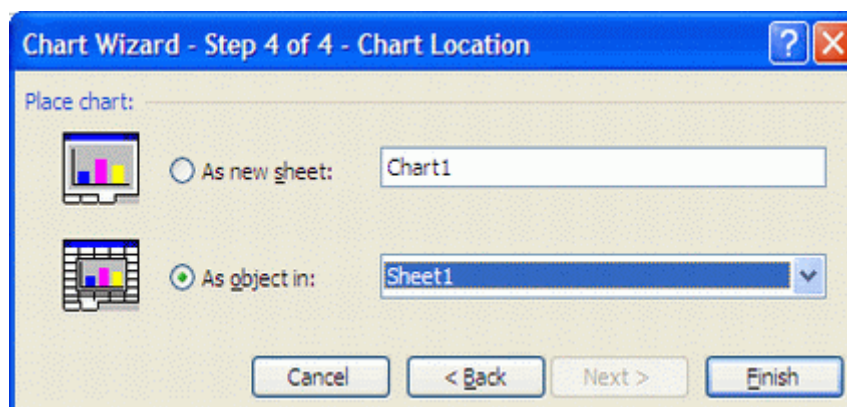 Chart Wizard - Step 4 of 4 - Chart Location
?
Place chart:
As new sheet: Chart1
As object in: Sheet1
Cancel < Back Next > Finish